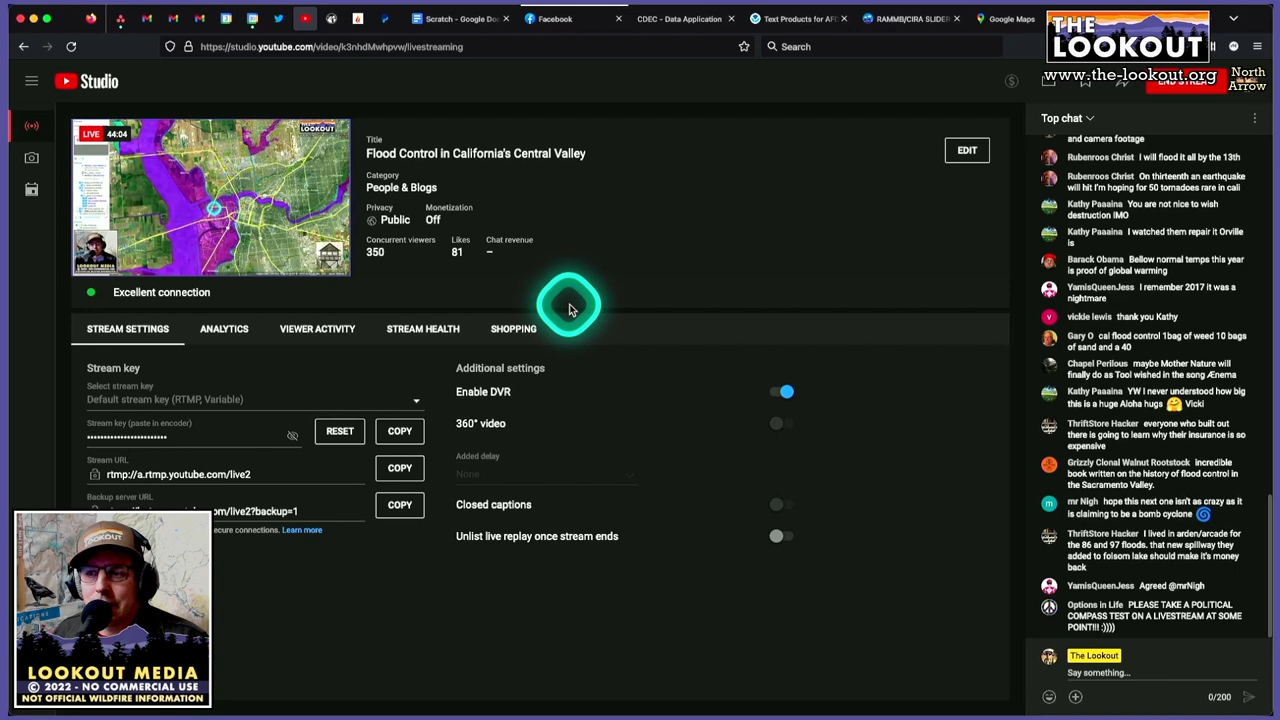 Scratch - Google Doc
Facebook
CDEC - Data Application
Text Products for AFD
RAMMB/CIRA SLIDER
Google Maps
THE
LOOKOUT
www.the-lookout.org
North
Arrow
https://studio.youtube.com/video/k3nhdMwhpvw/livestreaming
Search
Studio
LIVE 44:04
LOOKOUT
LOOKOUT MEDIA
Title
Flood Control in California's Central Valley
EDIT
Category
People & Blogs
Privacy
Monetization
Public
Off
Concurrent viewers
Likes
Chat revenue
350
81
–
Excellent connection
STREAM SETTINGS
ANALYTICS
VIEWER ACTIVITY
STREAM HEALTH
SHOPPING
Stream key
Select stream key
Default stream key (RTMP, Variable)
Stream key (paste in encoder)
RESET
COPY
Stream URL
rtmp://a.rtmp.youtube.com/live2
COPY
Backup server URL
om/live2?backup=1
COPY
ecure connections. Learn more
Additional settings
Enable DVR
360° video
Added delay
None
Closed captions
Unlist live replay once stream ends
LOOKOUT
LOOKOUT MEDIA
© 2022 - NO COMMERCIAL USE
NOT OFFICIAL WILDFIRE INFORMATION
Top chat
and camera footage
Rubenroos Christ I will flood it all by the 13th
Rubenroos Christ On thirteenth an earthquake
will hit I'm hoping for 50 tornadoes rare in cali
Kathy Paaina You are not nice to wish
destruction IMO
Kathy Paaina I watched them repair it Orville
is
Barack Obama Bellow normal temps this year
is proof of global warming
YamisQueenJess I remember 2017 it was a
nightmare
vickie lewis thank you Kathy
Gary O cal flood control 1bag of weed 10 bags
of sand and a 40
Chapel Perilous maybe Mother Nature will
finally do as Tool wished in the song Ænema
Kathy Paaina YW I never understood how big
this is a huge Aloha hugs 🤗 Vicki
ThriftStore Hacker everyone who built out
there is going to learn why their insurance is so
expensive
Grizzly Clonal Walnut Rootstock incredible
book written on the history of flood control in
the Sacramento Valley.
mr Nigh hope this next one isn't as crazy as it
is claiming to be a bomb cyclone 🌀
ThriftStore Hacker I lived in arden/arcade for
the 86 and 97 floods. that new spillway they
added to folsom lake should make it's money
back
YamisQueenJess Agreed @mrNigh
Options in Life PLEASE TAKE A POLITICAL
COMPASS TEST ON A LIVESTREAM AT SOME
POINT!!! :))))
The Lookout
Say something...
0/200